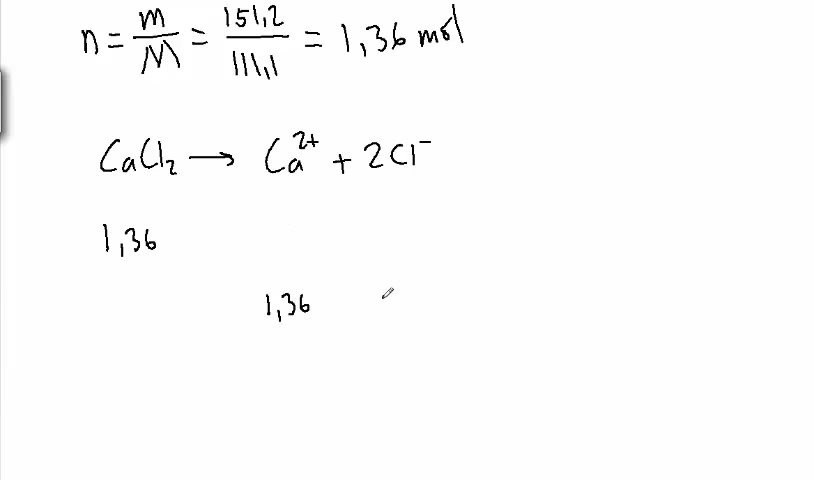 n = m/M = 151,2/111,1 = 1,36 mol
CaCl₂ → Ca²⁺ + 2Cl⁻
1,36
1,36